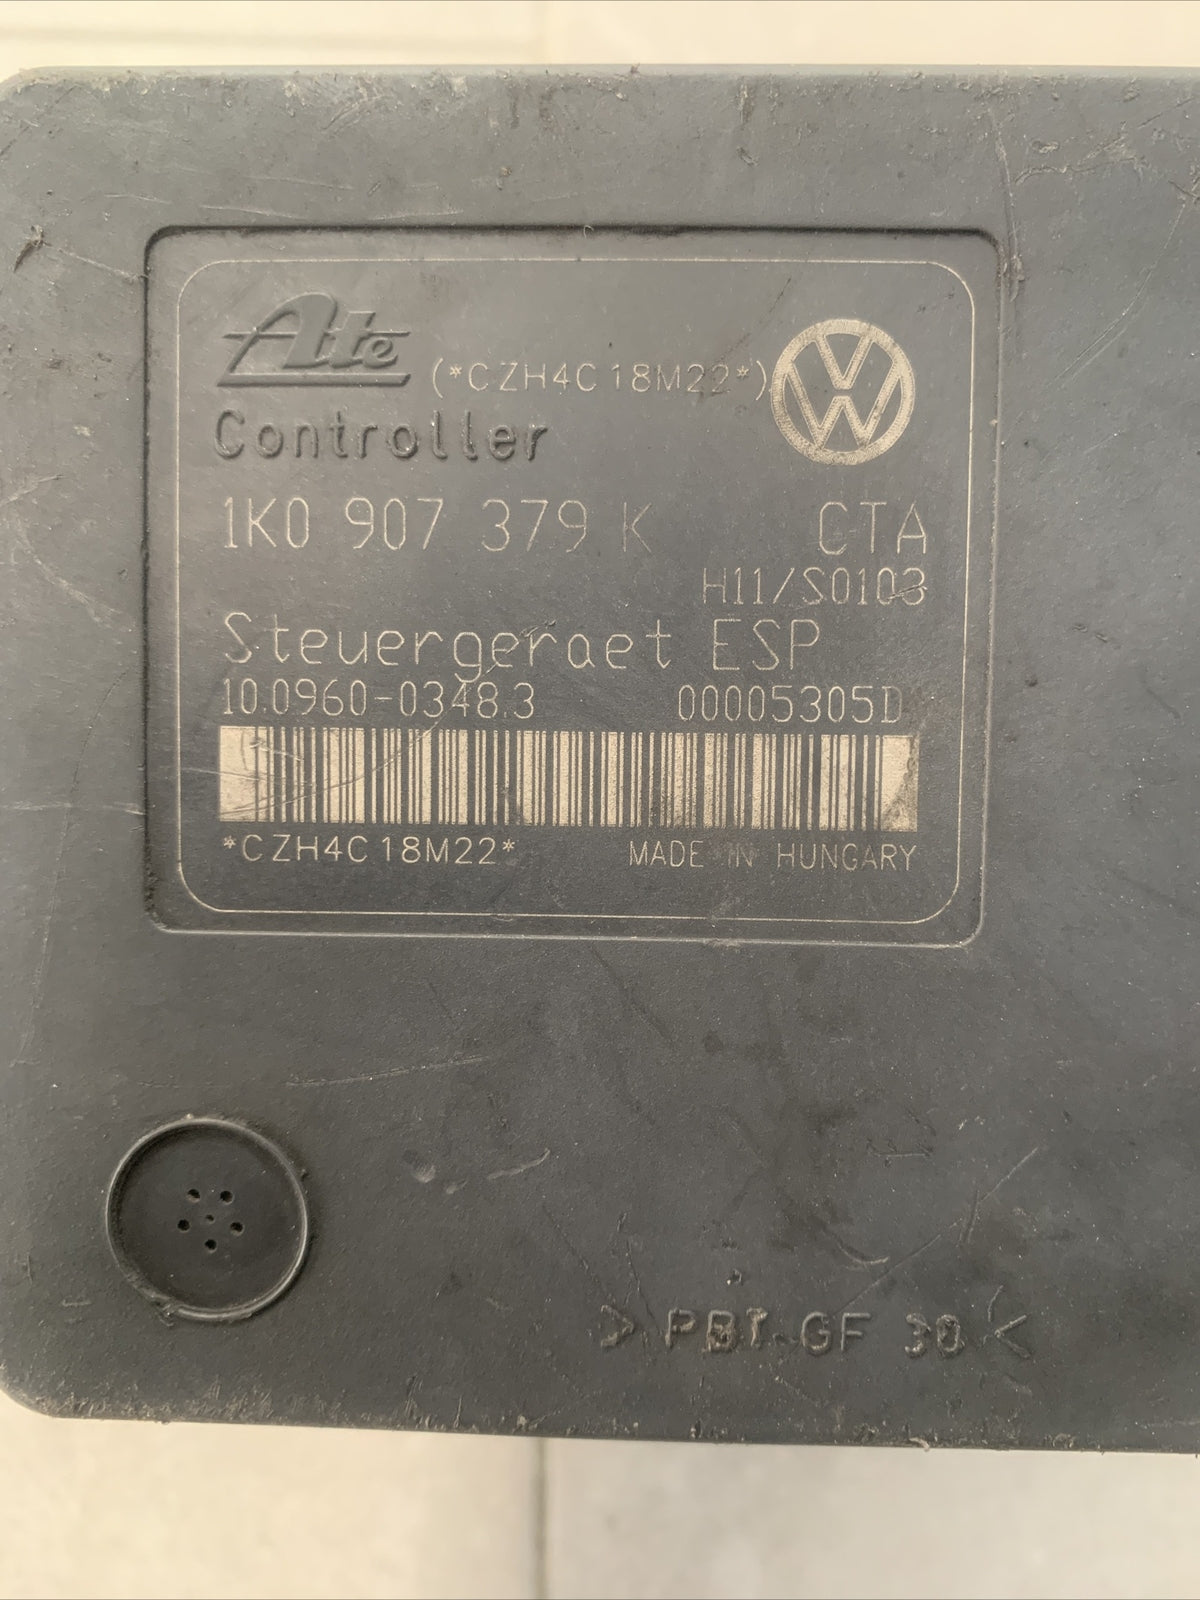 Ate (*CZH4C18M22*)
Controller
1K0 907 379 K CTA
H11/S0103
Steuergeraet ESP
10.0960-0348.3 00005305D
*CZH4C18M22* MADE IN HUNGARY
> PBT GF 30 <